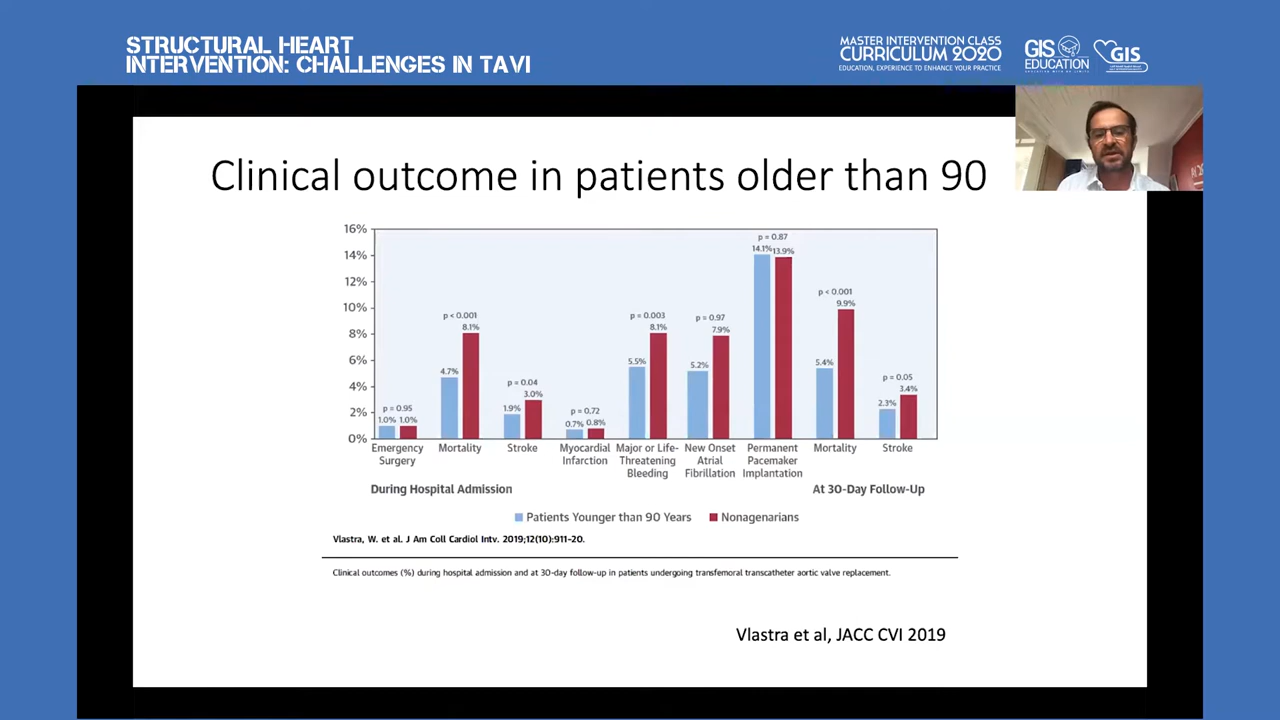 STRUCTURAL HEART
INTERVENTION: CHALLENGES IN TAVI
MASTER INTERVENTION CLASS
CURRICULUM 2020
EDUCATION, EXPERIENCE TO ENHANCE YOUR PRACTICE
GIS
EDUCATION
GIS
Clinical outcome in patients older than 90
16%
14%
12%
10%
8%
6%
4%
2%
0%
p = 0.95
1.0% 1.0%
p < 0.001
4.7% 8.1%
p = 0.04
1.9% 3.0%
p = 0.72
0.7% 0.8%
p = 0.003
5.5% 8.1%
p = 0.97
5.2% 7.9%
p = 0.87
14.1% 13.9%
p < 0.001
5.4% 9.9%
p = 0.05
2.3% 3.4%
Emergency
Surgery
Mortality
Stroke
Myocardial
Infarction
Major or Life-
Threatening
Bleeding
New Onset
Atrial
Fibrillation
Permanent
Pacemaker
Implantation
Mortality
Stroke
During Hospital Admission
At 30-Day Follow-Up
Patients Younger than 90 Years
Nonagenarians
Vlastra, W. et al. J Am Coll Cardiol Intv. 2019;12(10):911-20.
Clinical outcomes (%) during hospital admission and at 30-day follow-up in patients undergoing transfemoral transcatheter aortic valve replacement.
Vlastra et al, JACC CVI 2019